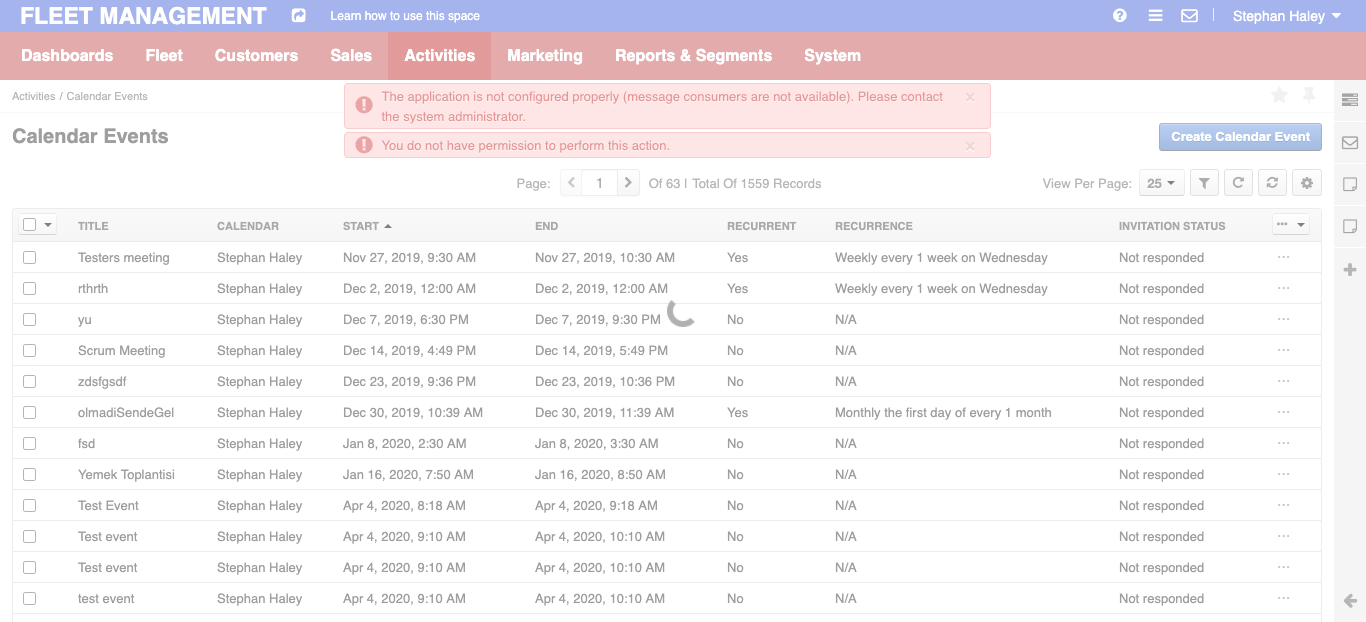 FLEET MANAGEMENT Learn how to use this space Stephan Haley
Dashboards Fleet Customers Sales Activities Marketing Reports & Segments System
Activities / Calendar Events
The application is not configured properly (message consumers are not available). Please contact
the system administrator.
You do not have permission to perform this action.
Calendar Events
Create Calendar Event
Page: 1 Of 63 | Total Of 1559 Records View Per Page: 25
TITLE CALENDAR START END RECURRENT RECURRENCE INVITATION STATUS
Testers meeting Stephan Haley Nov 27, 2019, 9:30 AM Nov 27, 2019, 10:30 AM Yes Weekly every 1 week on Wednesday Not responded
rthrth Stephan Haley Dec 2, 2019, 12:00 AM Dec 2, 2019, 12:00 AM Yes Weekly every 1 week on Wednesday Not responded
yu Stephan Haley Dec 7, 2019, 6:30 PM Dec 7, 2019, 9:30 PM No N/A Not responded
Scrum Meeting Stephan Haley Dec 14, 2019, 4:49 PM Dec 14, 2019, 5:49 PM No N/A Not responded
zdsfgsdf Stephan Haley Dec 23, 2019, 9:36 PM Dec 23, 2019, 10:36 PM No N/A Not responded
olmadiSendeGel Stephan Haley Dec 30, 2019, 10:39 AM Dec 30, 2019, 11:39 AM Yes Monthly the first day of every 1 month Not responded
fsd Stephan Haley Jan 8, 2020, 2:30 AM Jan 8, 2020, 3:30 AM No N/A Not responded
Yemek Toplantisi Stephan Haley Jan 16, 2020, 7:50 AM Jan 16, 2020, 8:50 AM No N/A Not responded
Test Event Stephan Haley Apr 4, 2020, 8:18 AM Apr 4, 2020, 9:18 AM No N/A Not responded
Test event Stephan Haley Apr 4, 2020, 9:10 AM Apr 4, 2020, 10:10 AM No N/A Not responded
Test event Stephan Haley Apr 4, 2020, 9:10 AM Apr 4, 2020, 10:10 AM No N/A Not responded
test event Stephan Haley Apr 4, 2020, 9:10 AM Apr 4, 2020, 10:10 AM No N/A Not responded